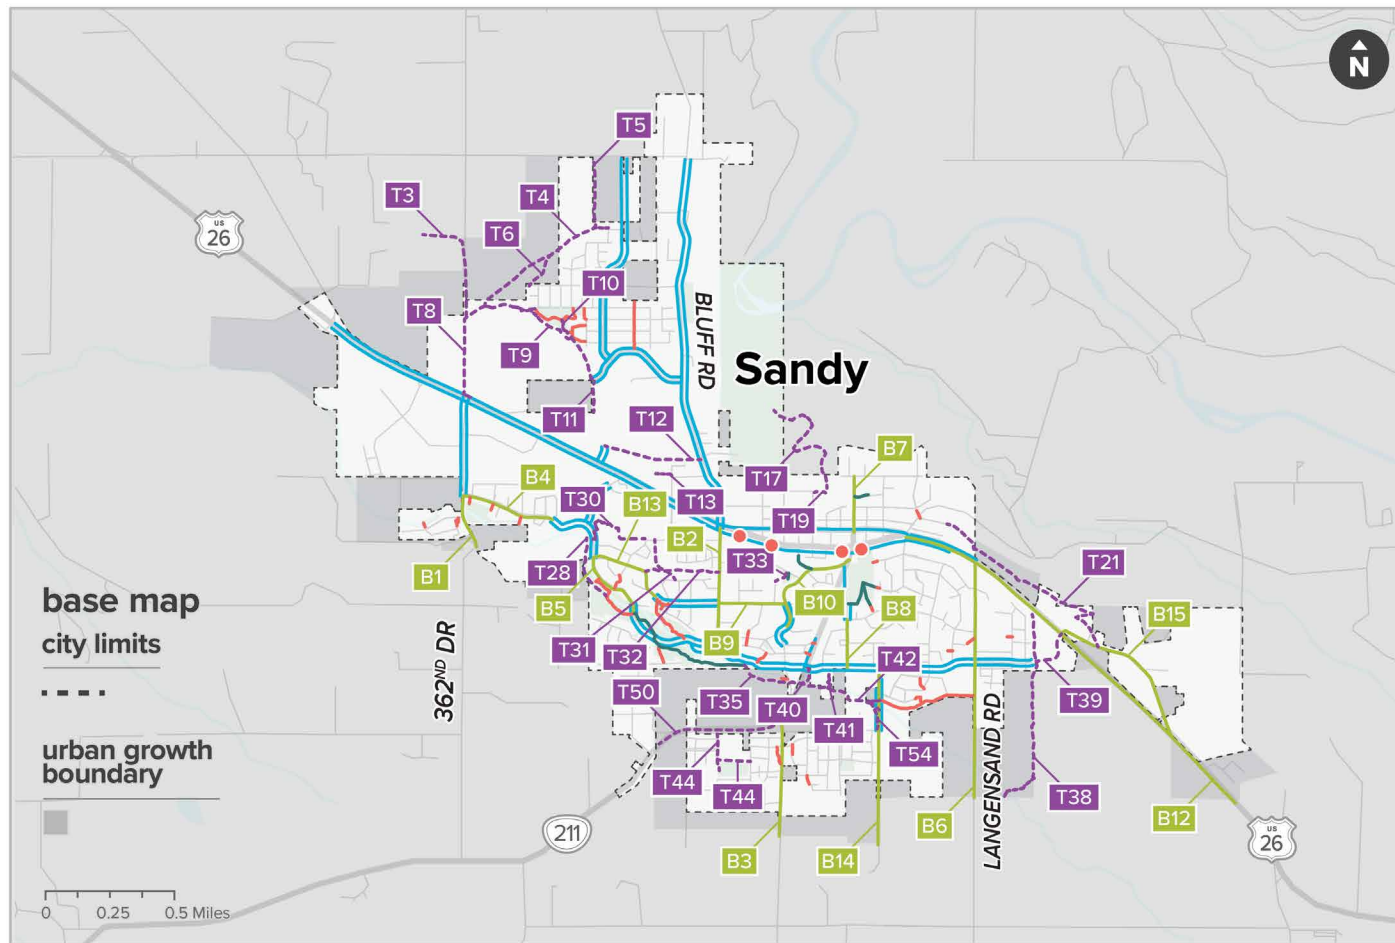 N
T5
T3
T4
US
26
T6
T10
T8
BLUFF RD
T9
Sandy
T11
T12
B7
B4
T17
T30
B13
T13
T19
B2
T33
T21
B1
T28
B5
B10
B8
B15
base map
city limits
T31
T32
B9
T42
362ND DR
T50
T35
T40
T39
T41
LANGENSAND RD
T54
urban growth
boundary
T44
T44
T38
B6
B12
211
B3
B14
US
26
0 0.25 0.5 Miles